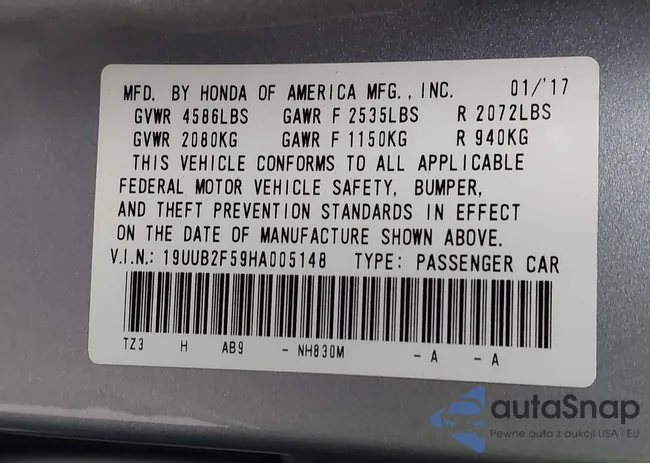 MFD. BY HONDA OF AMERICA MFG., INC. 01/'17
GVWR 4586LBS GAWR F 2535LBS R 2072LBS
GVWR 2080KG GAWR F 1150KG R 940KG
THIS VEHICLE CONFORMS TO ALL APPLICABLE
FEDERAL MOTOR VEHICLE SAFETY, BUMPER,
AND THEFT PREVENTION STANDARDS IN EFFECT
ON THE DATE OF MANUFACTURE SHOWN ABOVE.
V.I.N.: 19UUB2F59HA005148 TYPE: PASSENGER CAR
TZ3 H AB9 - NH830M - A - A
autaSnap
Pewne auta z aukcji USA i EU